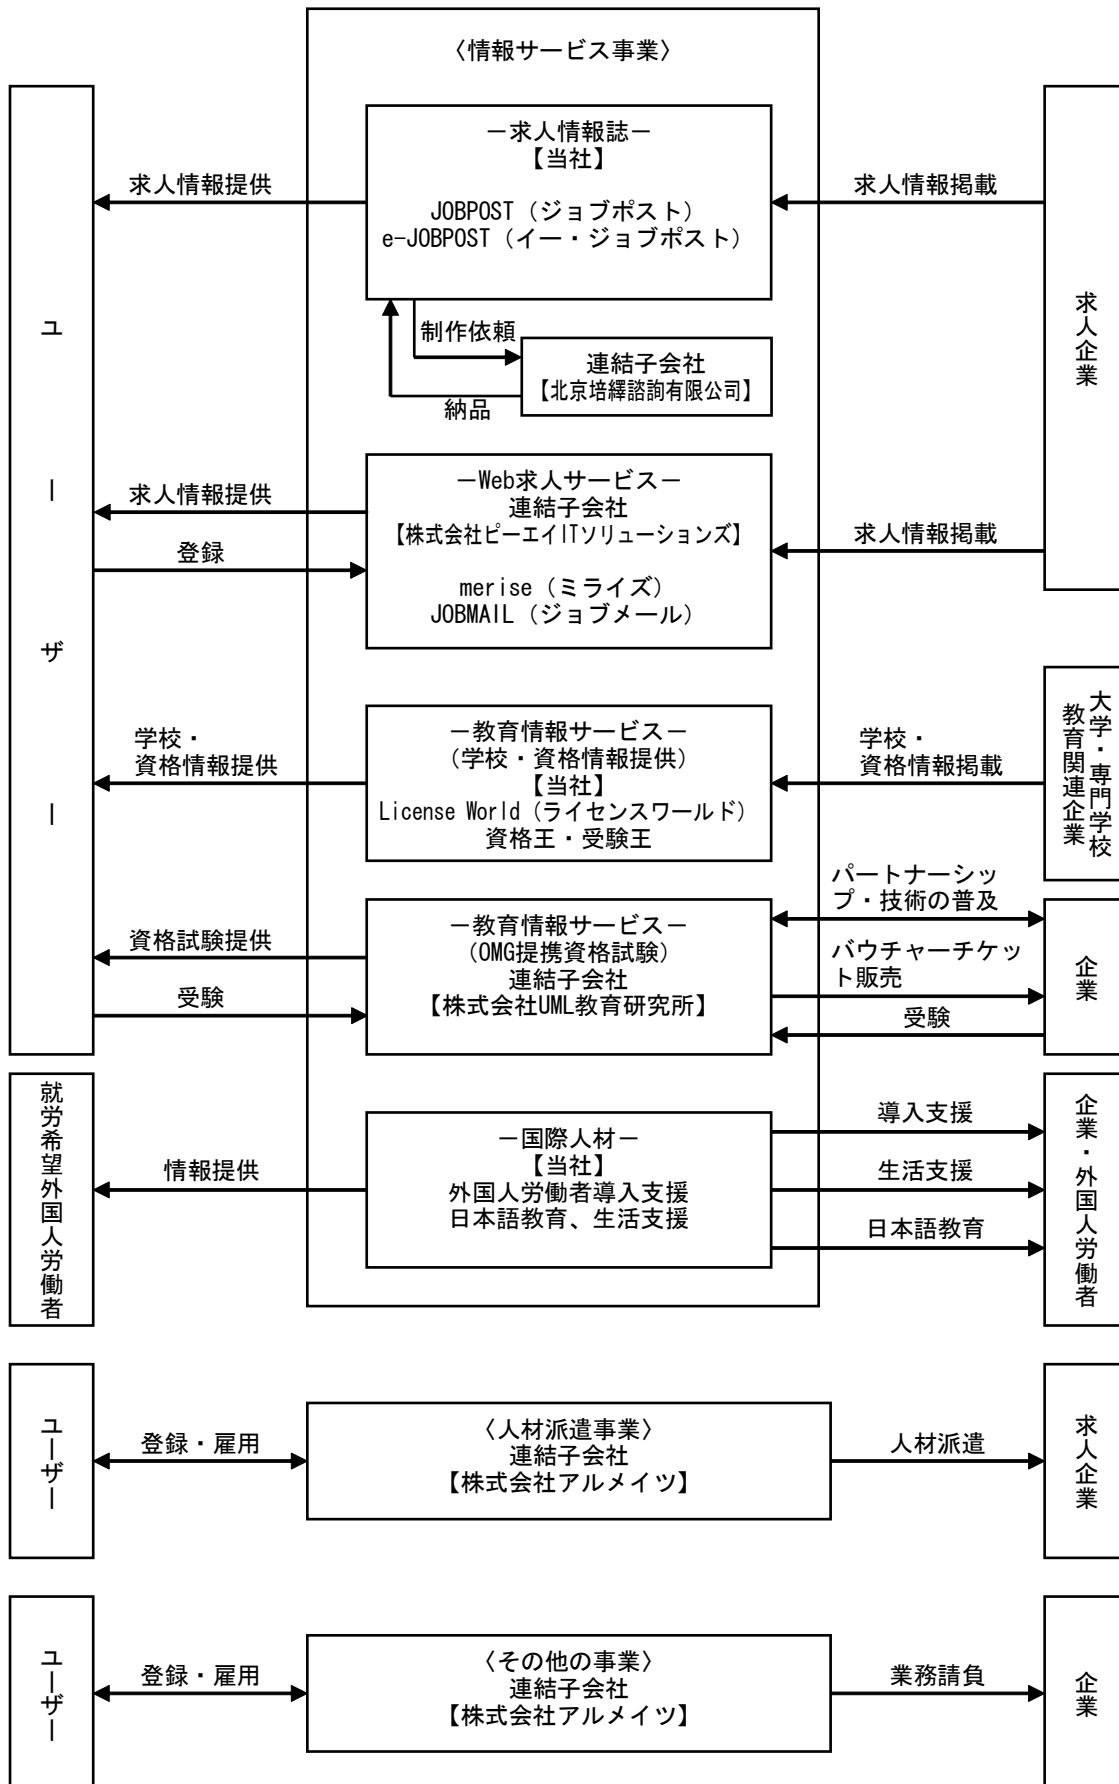 〈情報サービス事業〉
ユーザー
－求人情報誌－
【当社】
JOBPOST（ジョブポスト）
e-JOBPOST（イー・ジョブポスト）
求人情報提供
求人情報掲載
求人企業
制作依頼
納品
連結子会社
【北京培繹諮詢有限公司】
－Web求人サービス－
連結子会社
【株式会社ピーエイITソリューションズ】
merise（ミライズ）
JOBMAIL（ジョブメール）
求人情報提供
登録
求人情報掲載
－教育情報サービス－
（学校・資格情報提供）
【当社】
License World（ライセンスワールド）
資格王・受験王
学校・
資格情報提供
学校・
資格情報掲載
大学・専門学校
教育関連企業
－教育情報サービス－
（OMG提携資格試験）
連結子会社
【株式会社UML教育研究所】
資格試験提供
受験
パートナーシッ
プ・技術の普及
バウチャーチケッ
ト販売
受験
企業
就労希望外国人労働者
情報提供
－国際人材－
【当社】
外国人労働者導入支援
日本語教育、生活支援
導入支援
生活支援
日本語教育
企業・外国人労働者
ユーザー
登録・雇用
〈人材派遣事業〉
連結子会社
【株式会社アルメイツ】
人材派遣
求人企業
ユーザー
登録・雇用
〈その他の事業〉
連結子会社
【株式会社アルメイツ】
業務請負
企業